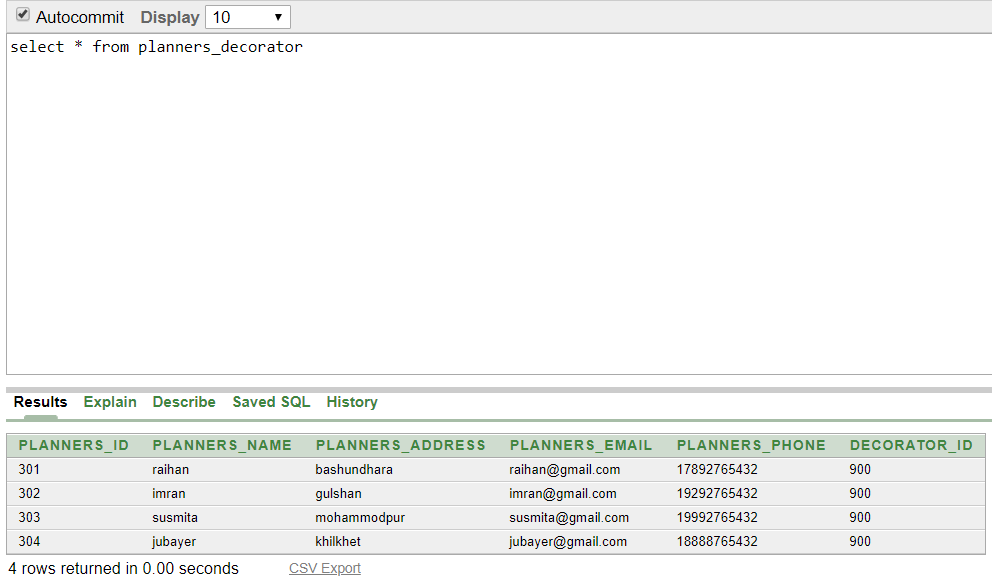 Autocommit Display 10
select * from planners_decorator
Results Explain Describe Saved SQL History
PLANNERS_ID PLANNERS_NAME PLANNERS_ADDRESS PLANNERS_EMAIL PLANNERS_PHONE DECORATOR_ID
301 raihan bashundhara raihan@gmail.com 17892765432 900
302 imran gulshan imran@gmail.com 19292765432 900
303 susmita mohammodpur susmita@gmail.com 19992765432 900
304 jubayer khilkhet jubayer@gmail.com 18888765432 900
4 rows returned in 0.00 seconds CSV Export